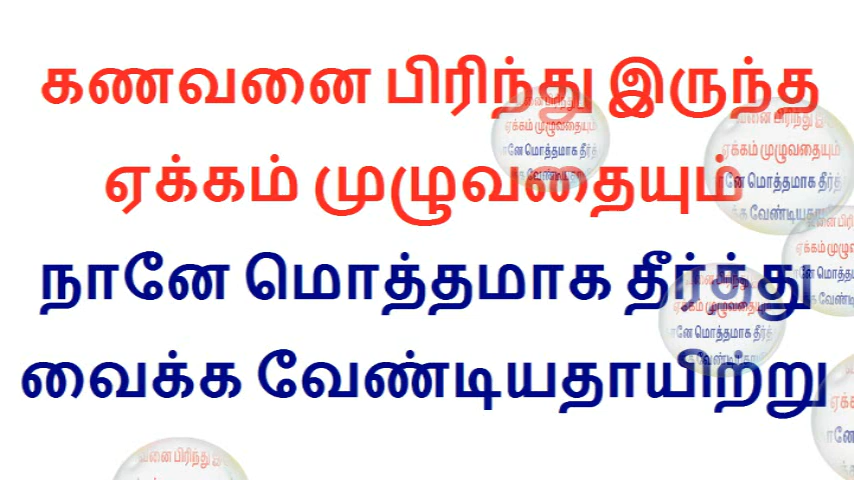 கணவனை பிரிந்து இருந்த
ஏக்கம் முழுவதையும்
நானே மொத்தமாக தீர்த்து
வைக்க வேண்டியதாயிற்று